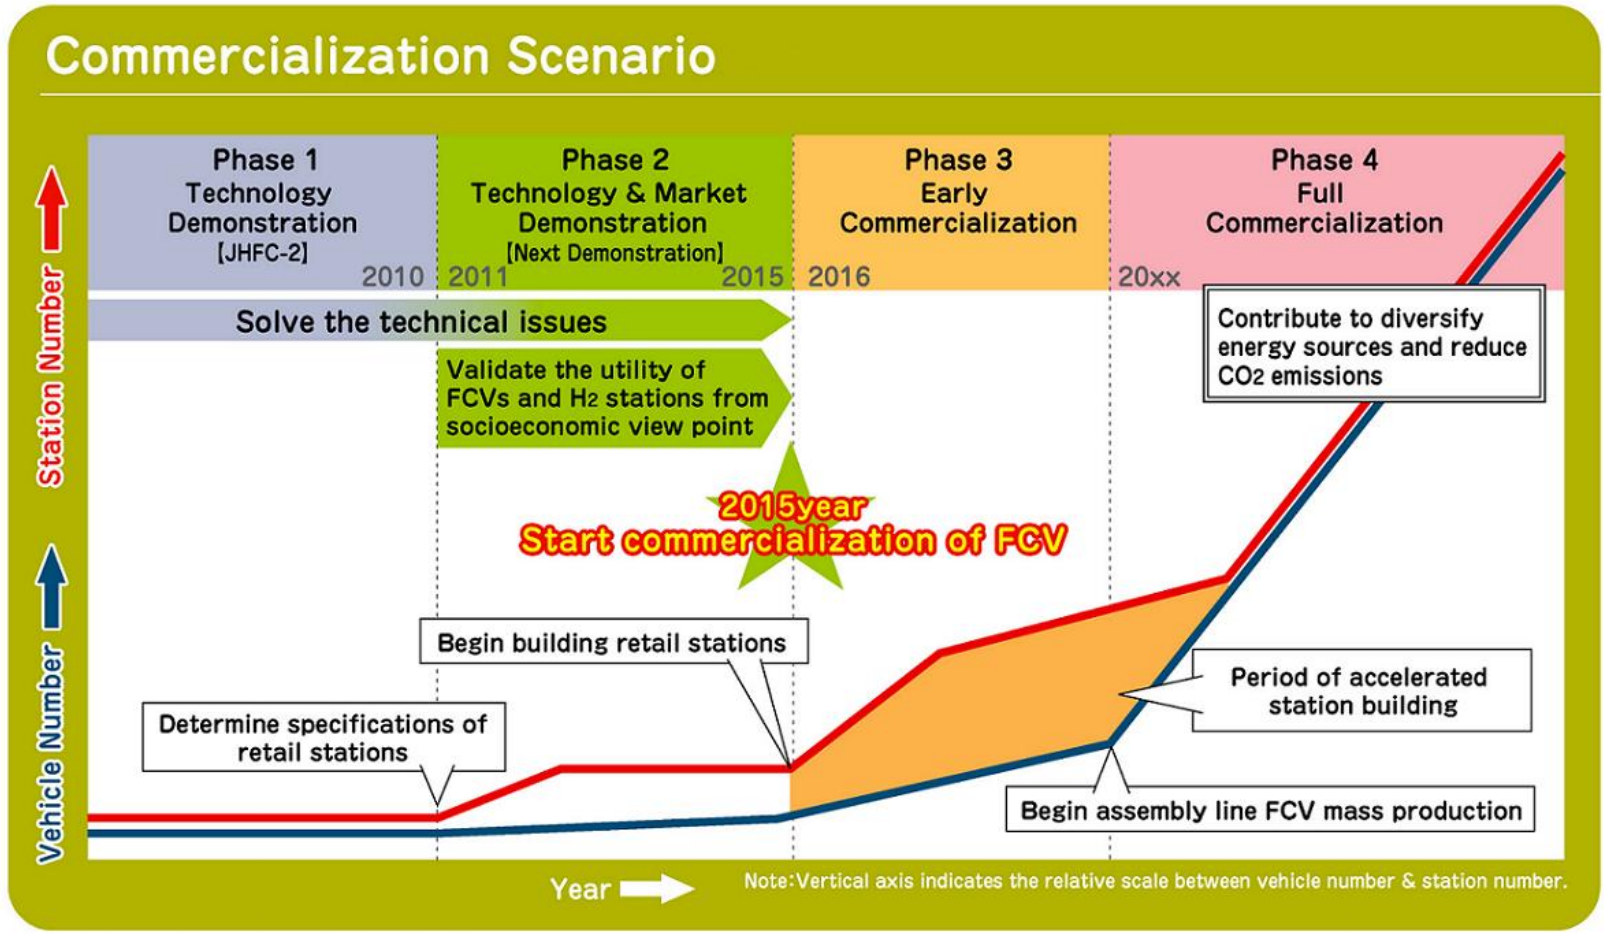 Commercialization Scenario
Phase 1
Technology
Demonstration
【JHFC-2】
2010
Phase 2
Technology & Market
Demonstration
【Next Demonstration】
2011
2015
Phase 3
Early
Commercialization
2016
Phase 4
Full
Commercialization
20xx
Solve the technical issues
Validate the utility of
FCVs and H2 stations from
socioeconomic view point
Contribute to diversify
energy sources and reduce
CO2 emissions
2015year
Start commercialization of FCV
Begin building retail stations
Determine specifications of
retail stations
Period of accelerated
station building
Begin assembly line FCV mass production
Station Number
Vehicle Number
Year
Note:Vertical axis indicates the relative scale between vehicle number & station number.